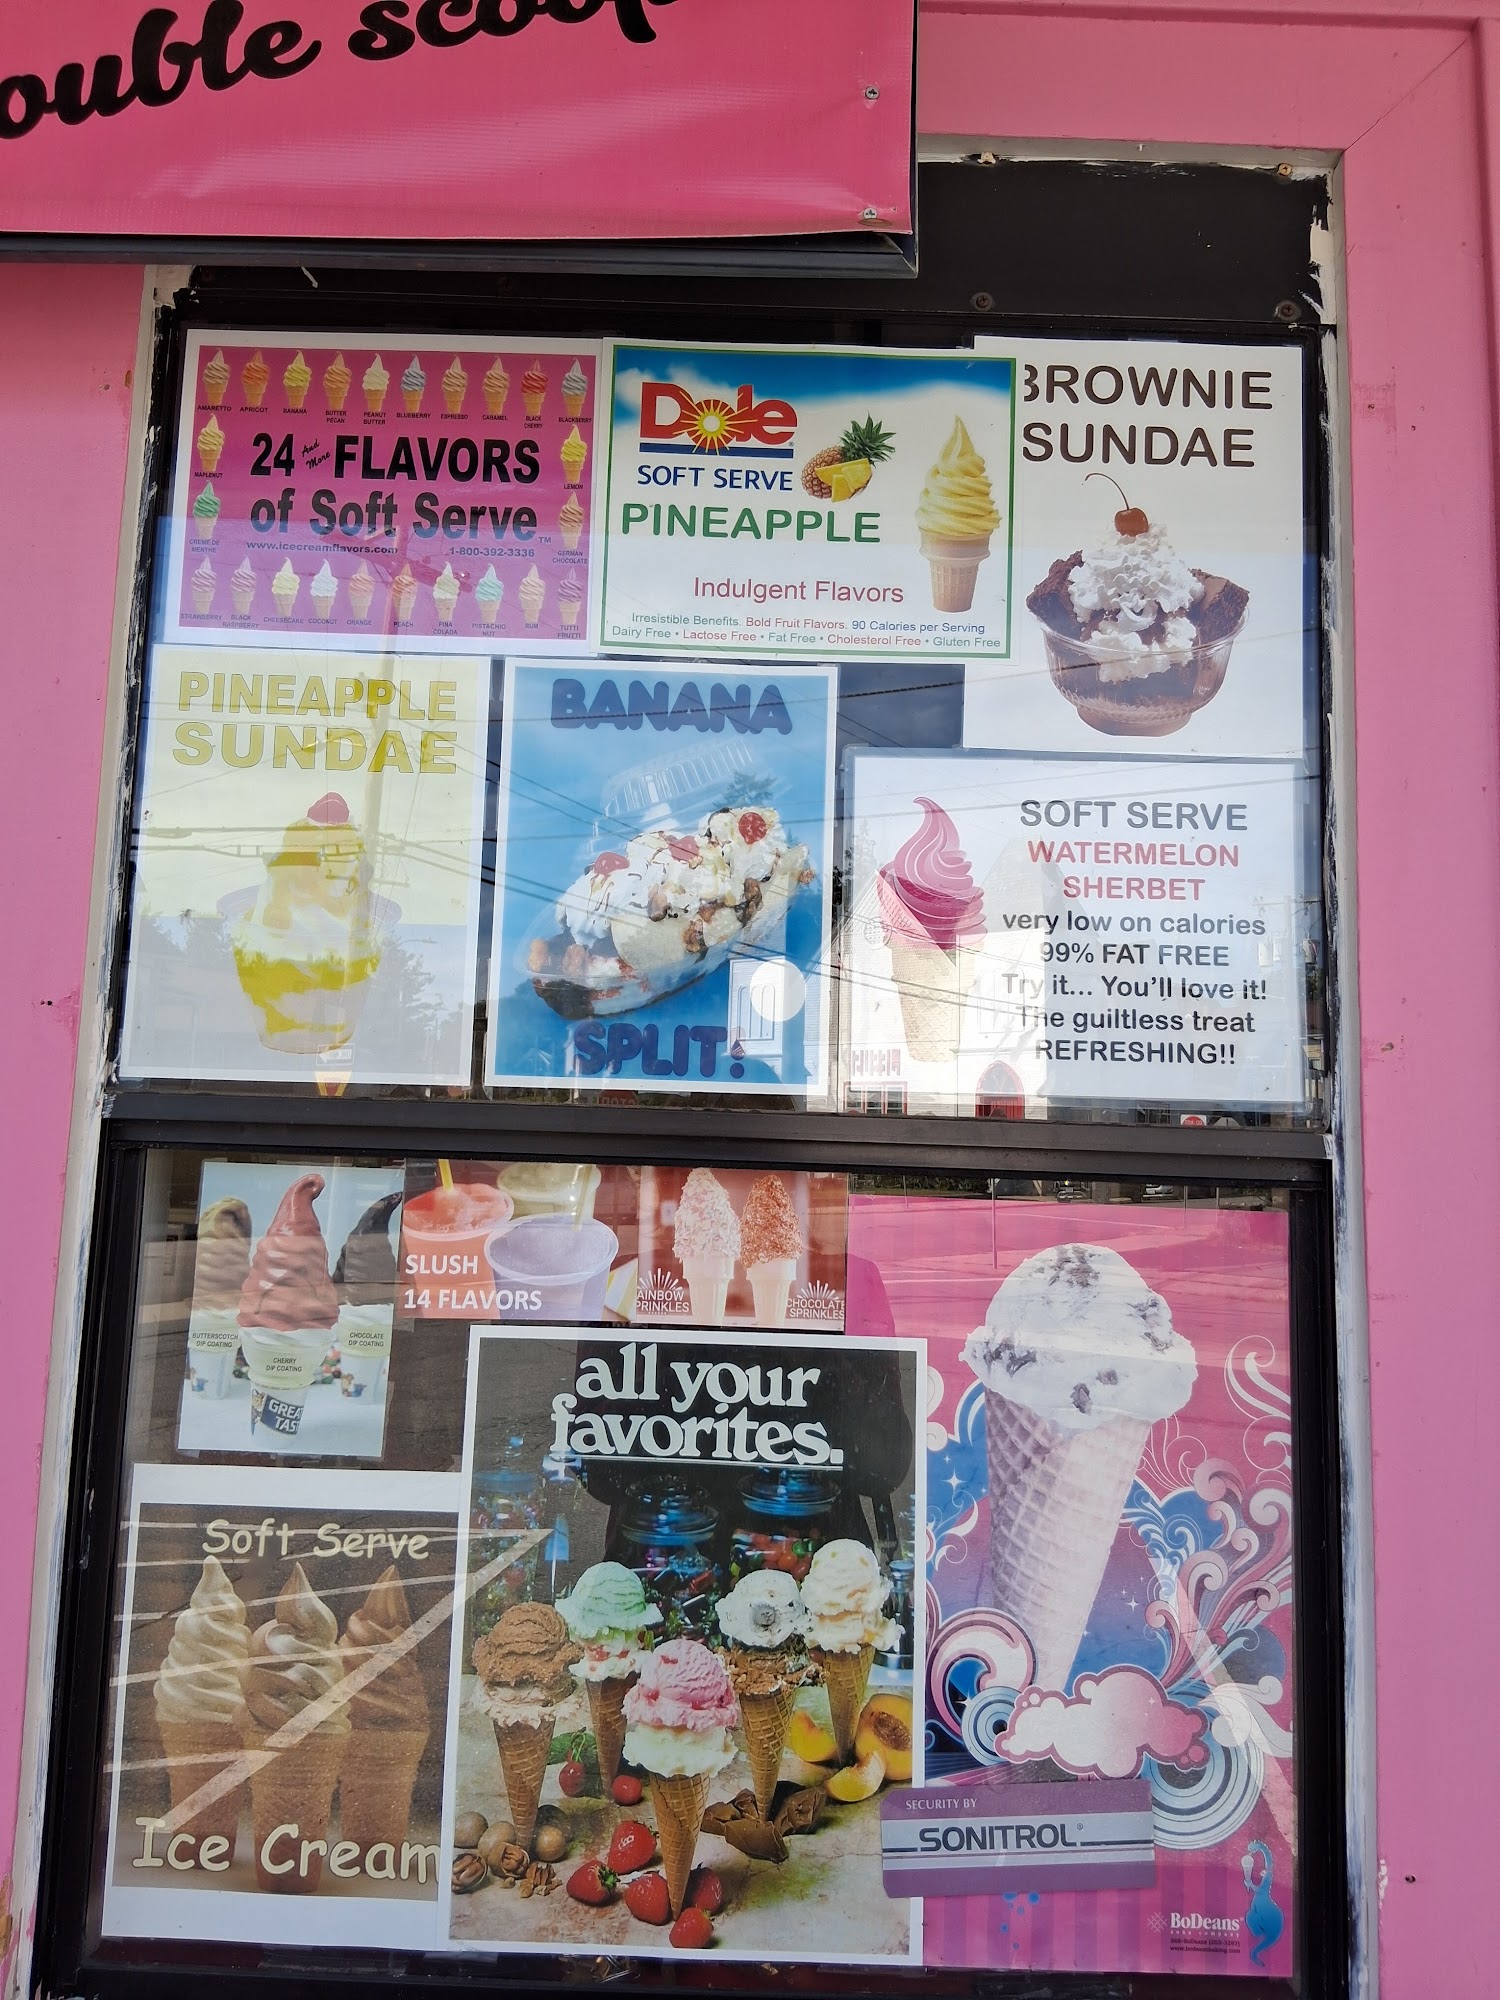 ouble scoop
AMARETTO APRICOT BANANA BUTTER PECAN PEANUT BUTTER BLUEBERRY ESPRESSO CARAMEL BLACK CHERRY BLACKBERRY
MAPLENUT
LEMON
24 And More FLAVORS
of Soft Serve™
www.icecreamflavors.com 1-800-392-3336
CREME DE MENTHE
GERMAN CHOCOLATE
STRAWBERRY BLACK RASPBERRY CHEESECAKE COCONUT ORANGE PEACH PINA COLADA PISTACHIO NUT RUM TUTTI FRUTTI
Dole®
SOFT SERVE
PINEAPPLE
Indulgent Flavors
Irresistible Benefits. Bold Fruit Flavors. 90 Calories per Serving
Dairy Free • Lactose Free • Fat Free • Cholesterol Free • Gluten Free
BROWNIE
SUNDAE
PINEAPPLE
SUNDAE
BANANA
SPLIT!
SOFT SERVE
WATERMELON
SHERBET
very low on calories
99% FAT FREE
Try it... You'll love it!
The guiltless treat
REFRESHING!!
BUTTERSCOTCH
DIP COATING
CHERRY
DIP COATING
CHOCOLATE
DIP COATING
GREA
TAS
SLUSH
14 FLAVORS
AINBOW
PRINKLES
CHOCOLATE
SPRINKLES
all your
favorites.
Soft Serve
Ice Cream
SECURITY BY
SONITROL®
BoDeans